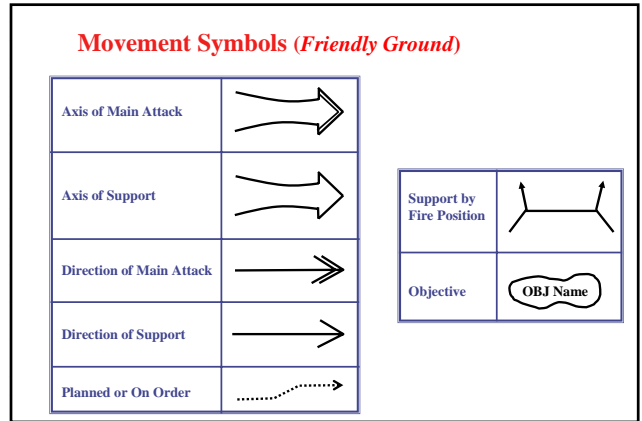 Movement Symbols (Friendly Ground)
Axis of Main Attack
Axis of Support
Direction of Main Attack
Direction of Support
Planned or On Order
Support by
Fire Position
Objective
OBJ Name